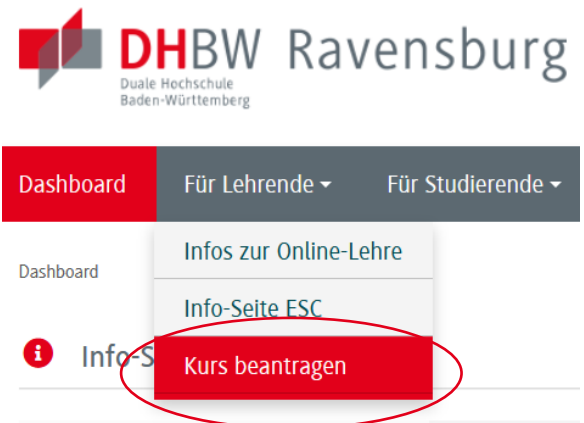 DHBW Ravensburg
Duale Hochschule
Baden-Württemberg
Dashboard Für Lehrende Für Studierende
Infos zur Online-Lehre
Dashboard
Info-Seite ESC
Info-S
Kurs beantragen